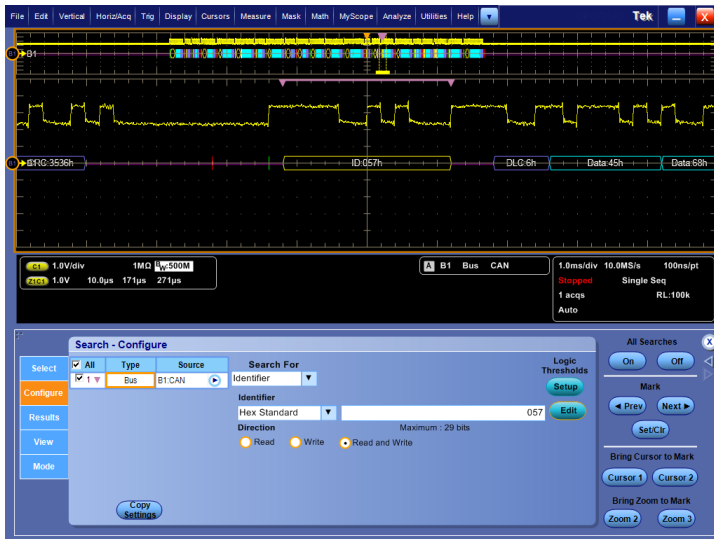 File Edit Vertical Horiz/Acq Trig Display Cursors Measure Mask Math MyScope Analyze Utilities Help Tek X
B1 B1
B1 CRC:3536h ID:057h DLC:6h Data:45h Data:68h
C1 1.0V/div 1MΩ BW:500M
Z1C1 1.0V 10.0µs 171µs 271µs
A B1 Bus CAN
1.0ms/div 10.0MS/s 100ns/pt
Stopped Single Seq
1 acqs RL:100k
Auto
Search - Configure
Select
Configure
Results
View
Mode
All Type Source
1 Bus B1:CAN
Copy Settings
Search For
Identifier
Identifier
Hex Standard 057
Direction Maximum : 29 bits
Read Write Read and Write
Logic
Thresholds
Setup
Edit
All Searches X
On Off
Mark
Prev Next
Set/Clr
Bring Cursor to Mark
Cursor 1 Cursor 2
Bring Zoom to Mark
Zoom 2 Zoom 3